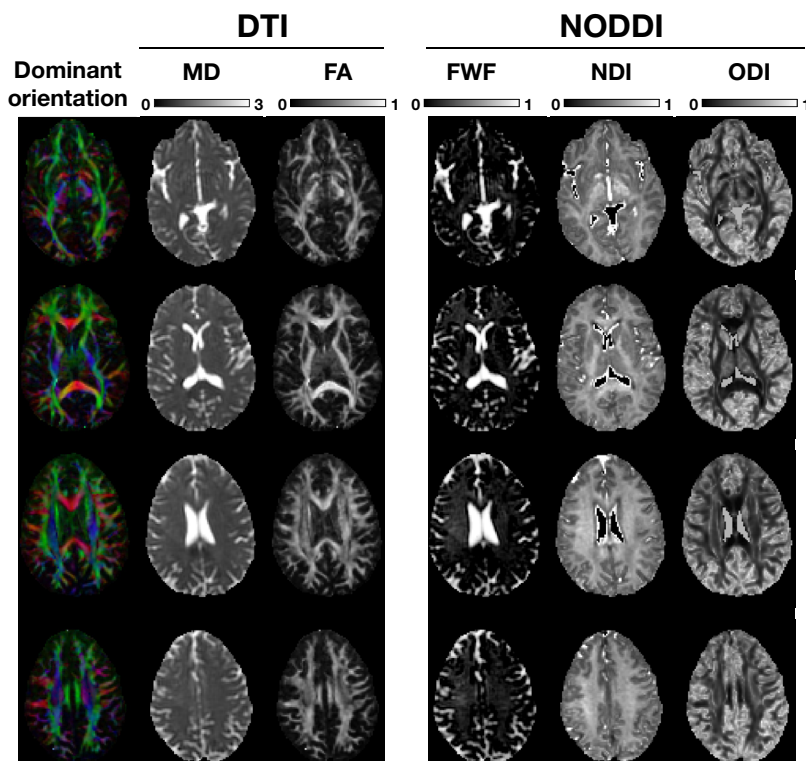 DTI
NODDI
Dominant
orientation
MD
FA
FWF
NDI
ODI
0 3
0 1
0 1
0 1
0 1